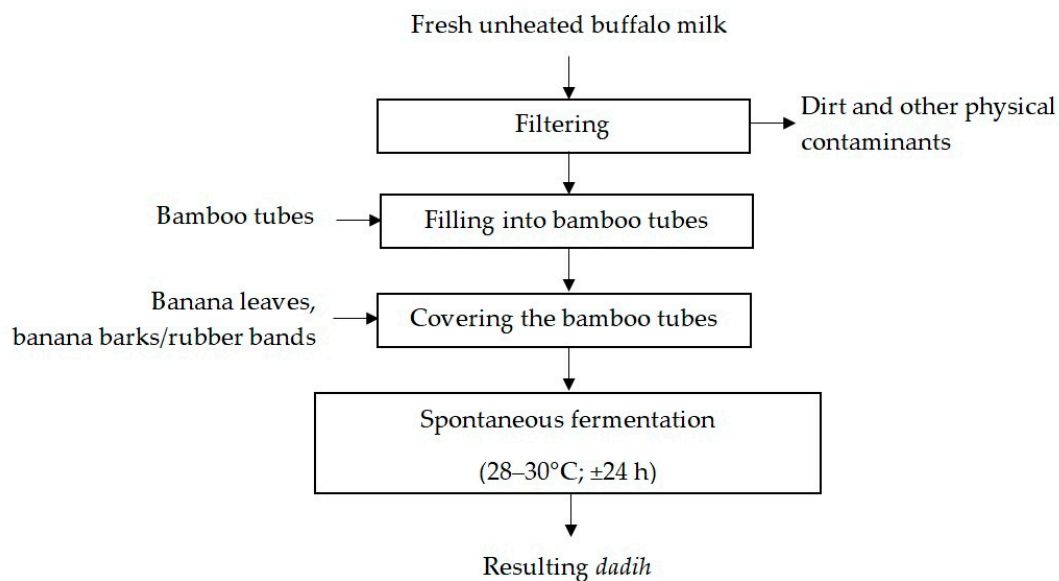 Fresh unheated buffalo milk
Filtering
Dirt and other physical
contaminants
Bamboo tubes
Filling into bamboo tubes
Banana leaves,
banana barks/rubber bands
Covering the bamboo tubes
Spontaneous fermentation
(28–30°C; ±24 h)
Resulting dadih